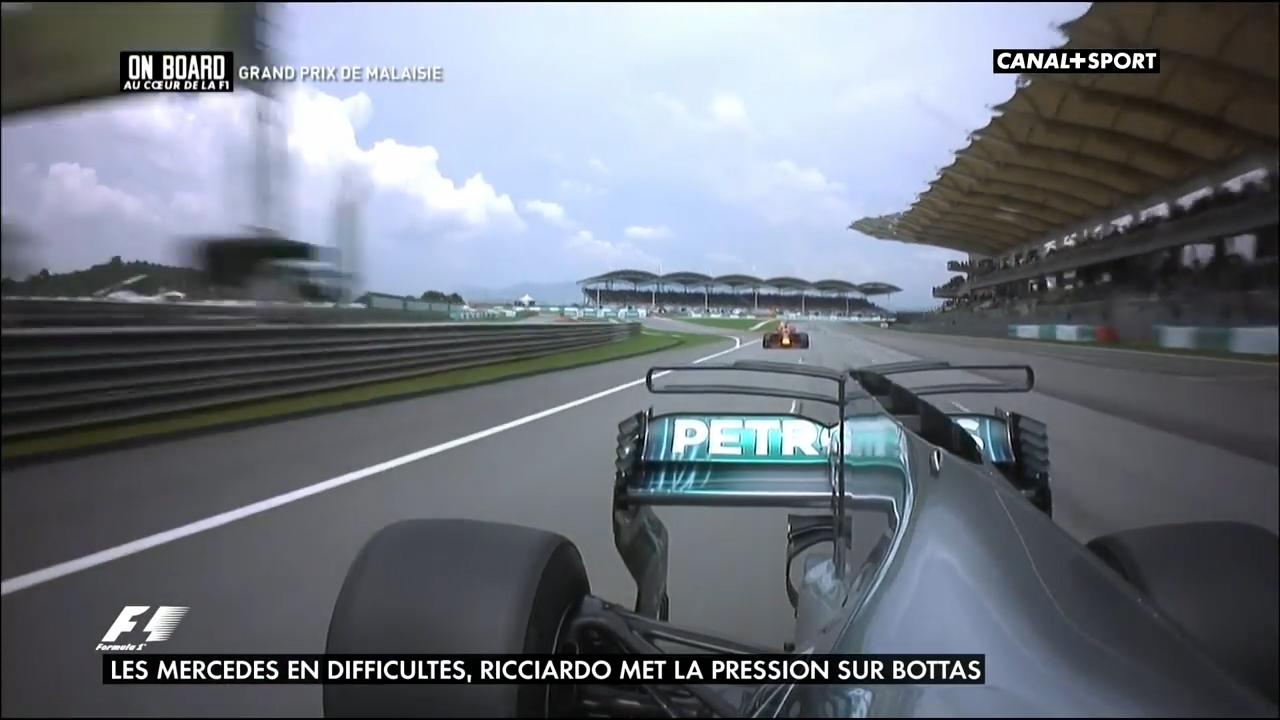 ON BOARD
AU CŒUR DE LA F1
GRAND PRIX DE MALAISIE
CANAL+SPORT
PETR S
F1
Formula 1
LES MERCEDES EN DIFFICULTÉS, RICCIARDO MET LA PRESSION SUR BOTTAS